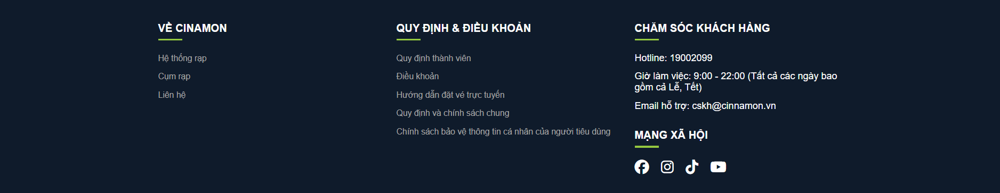 VỀ CINAMON
Hệ thống rạp
Cụm rạp
Liên hệ
QUY ĐỊNH & ĐIỀU KHOẢN
Quy định thành viên
Điều khoản
Hướng dẫn đặt vé trực tuyến
Quy định và chính sách chung
Chính sách bảo vệ thông tin cá nhân của người tiêu dùng
CHĂM SÓC KHÁCH HÀNG
Hotline: 19002099
Giờ làm việc: 9:00 - 22:00 (Tất cả các ngày bao
gồm cả Lễ, Tết)
Email hỗ trợ: cskh@cinnamon.vn
MẠNG XÃ HỘI